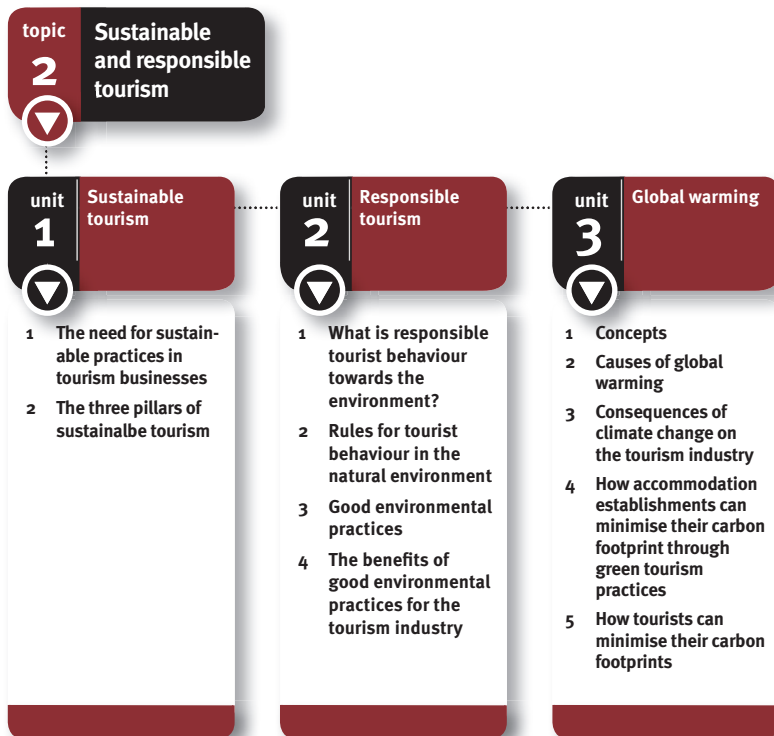 topic
2
Sustainable
and responsible
tourism
unit
1
Sustainable
tourism
1 The need for sustain-
able practices in
tourism businesses
2 The three pillars of
sustainalbe tourism
unit
2
Responsible
tourism
1 What is responsible
tourist behaviour
towards the
environment?
2 Rules for tourist
behaviour in the
natural environment
3 Good environmental
practices
4 The benefits of
good environmental
practices for the
tourism industry
unit
3
Global warming
1 Concepts
2 Causes of global
warming
3 Consequences of
climate change on
the tourism industry
4 How accommodation
establishments can
minimise their carbon
footprint through
green tourism
practices
5 How tourists can
minimise their carbon
footprints